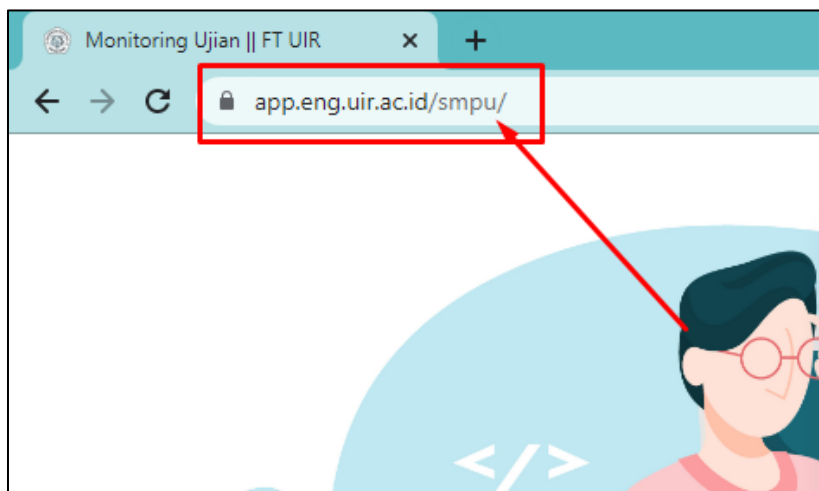 Monitoring Ujian || FT UIR
app.eng.uir.ac.id/smpu/
</>